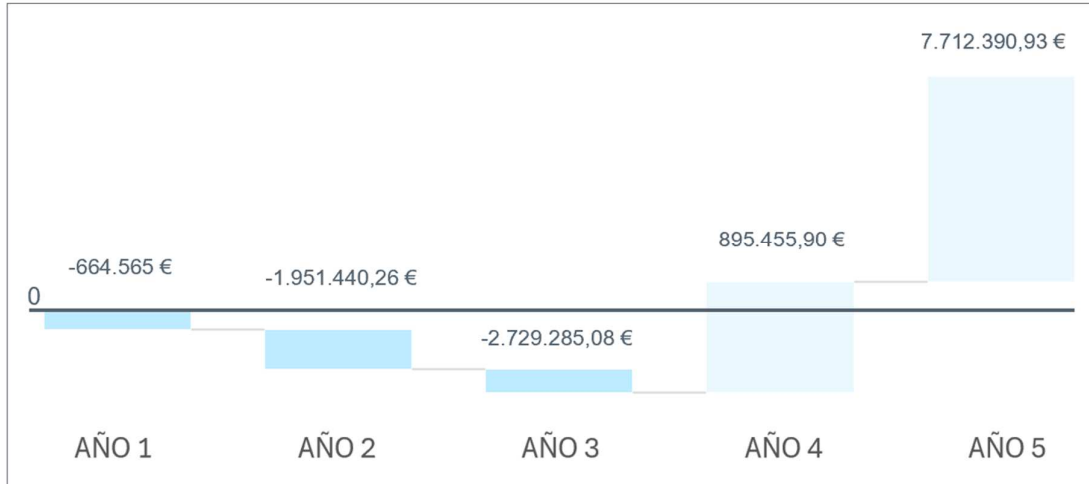 7.712.390,93 €
895.455,90 €
-664.565 €
-1.951.440,26 €
0
-2.729.285,08 €
AÑO 1
AÑO 2
AÑO 3
AÑO 4
AÑO 5